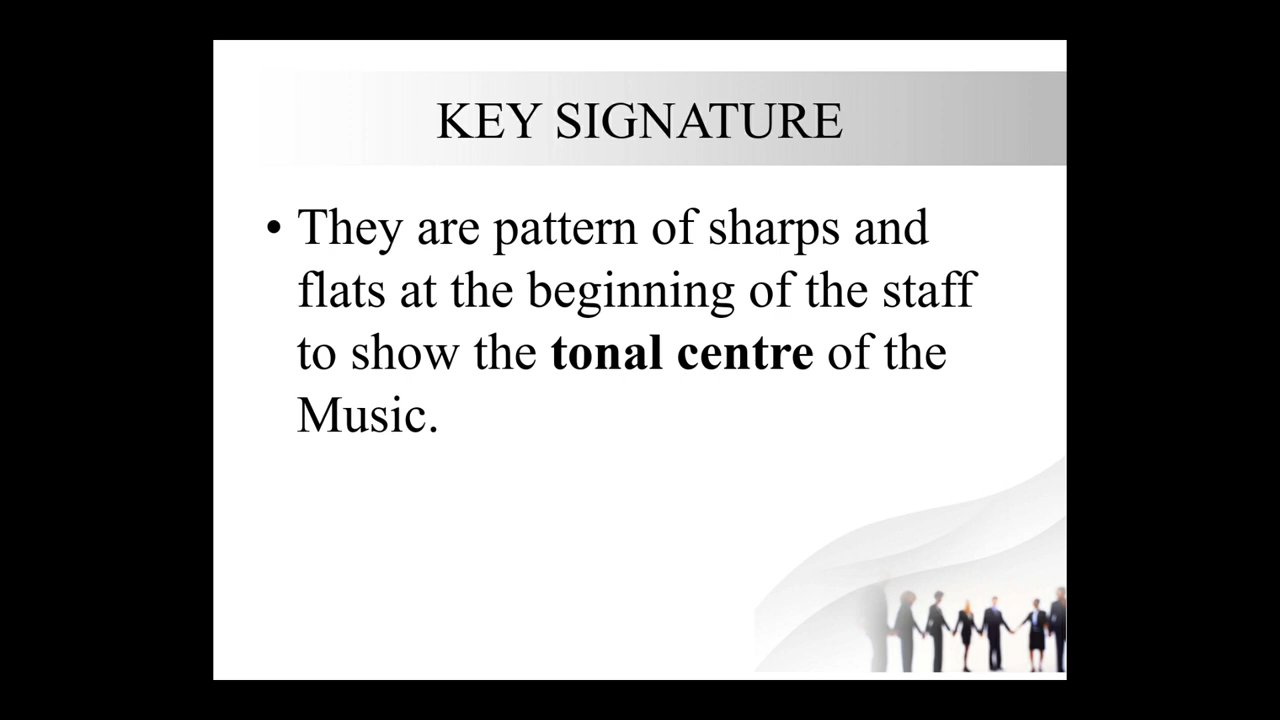 KEY SIGNATURE
• They are pattern of sharps and
flats at the beginning of the staff
to show the tonal centre of the
Music.